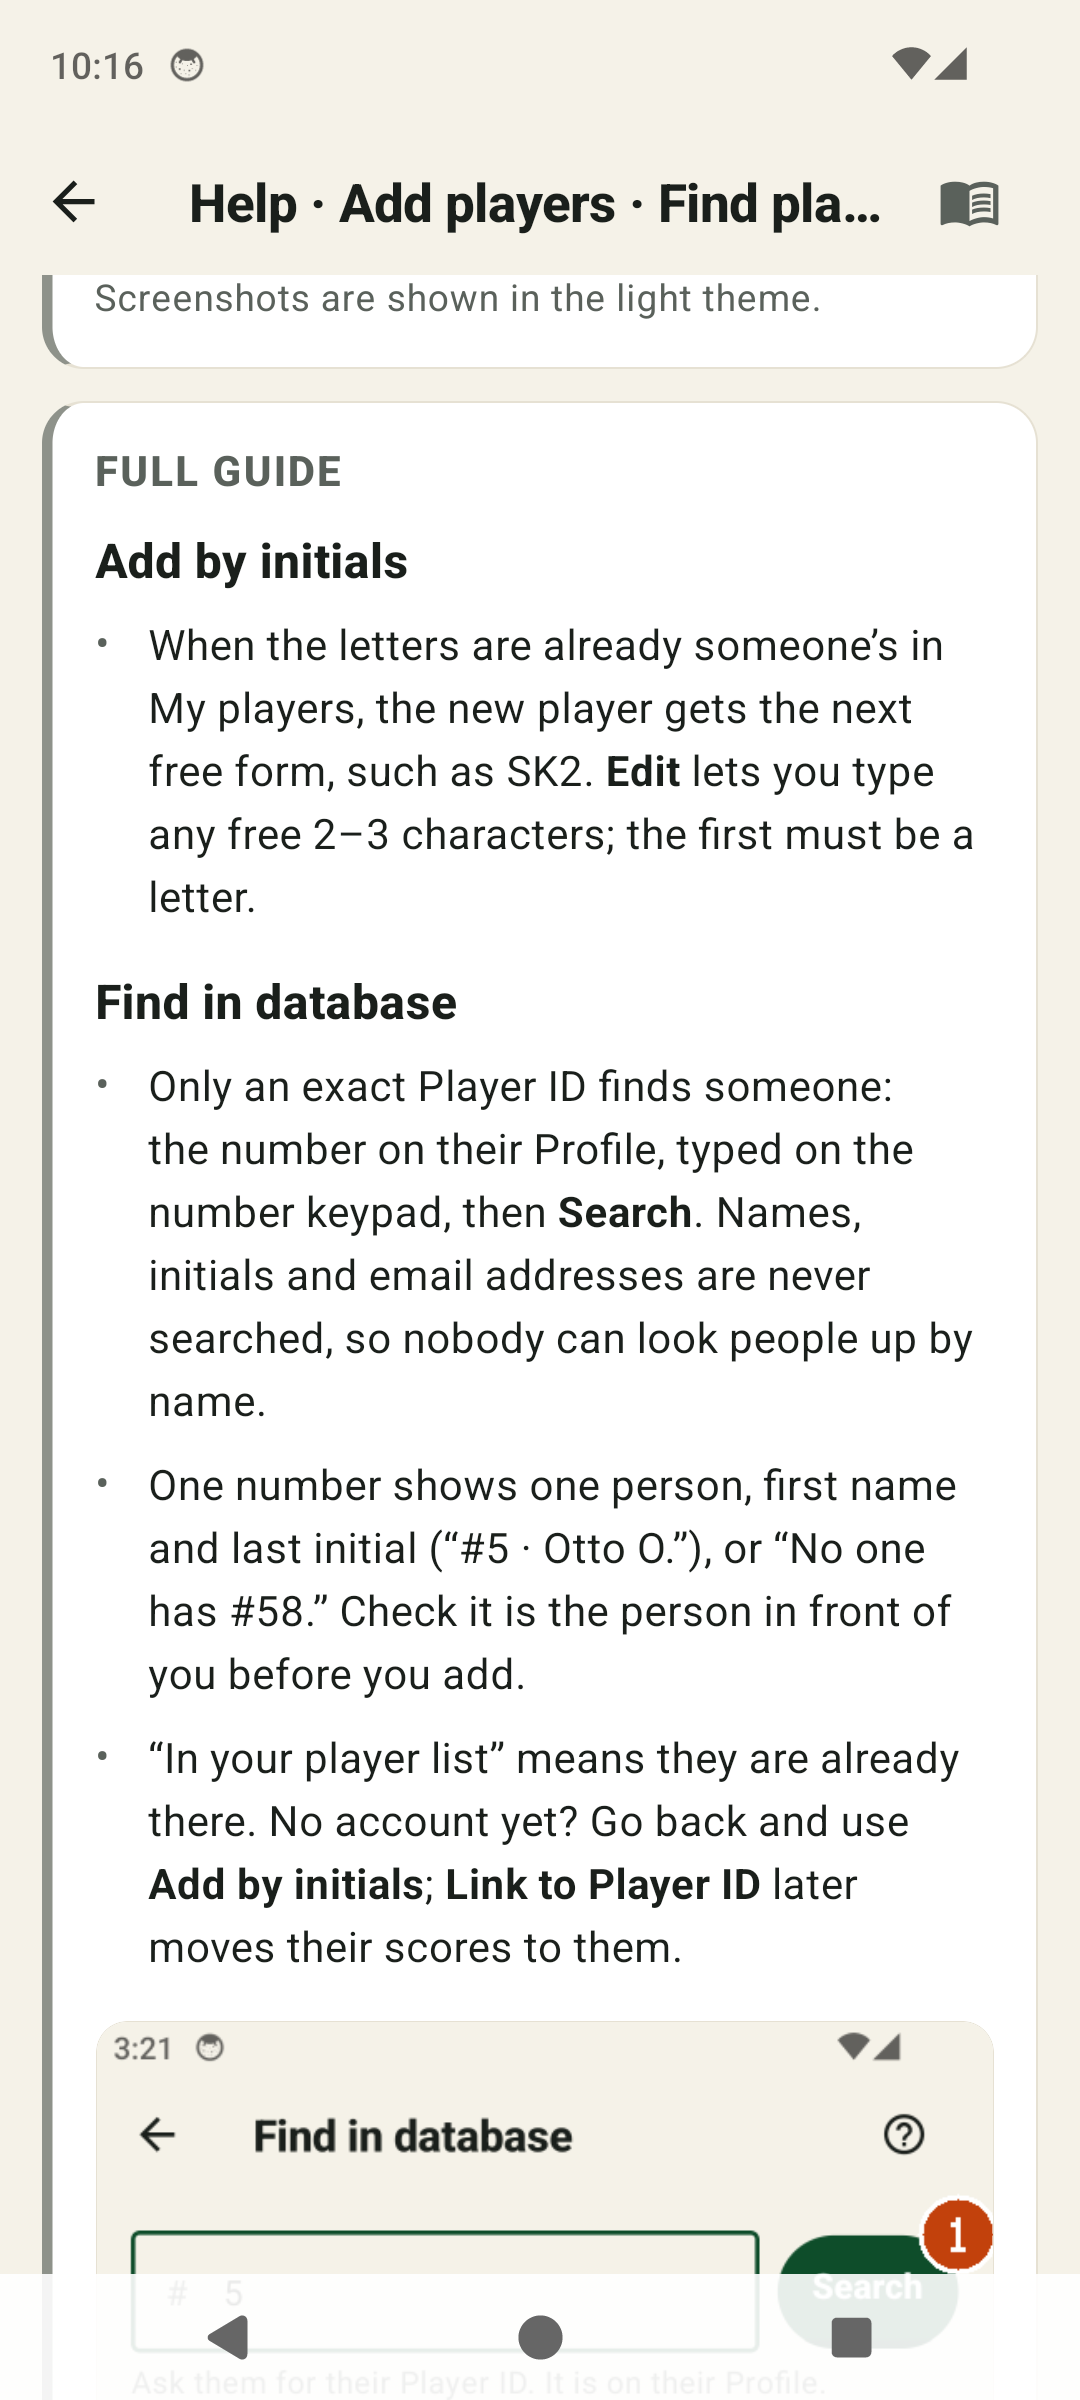 10:16
Help · Add players · Find pla...
Screenshots are shown in the light theme.
FULL GUIDE
Add by initials
• When the letters are already someone’s in
My players, the new player gets the next
free form, such as SK2. Edit lets you type
any free 2–3 characters; the first must be a
letter.
Find in database
• Only an exact Player ID finds someone:
the number on their Profile, typed on the
number keypad, then Search. Names,
initials and email addresses are never
searched, so nobody can look people up by
name.
• One number shows one person, first name
and last initial (“#5 · Otto O.”), or “No one
has #58.” Check it is the person in front of
you before you add.
• “In your player list” means they are already
there. No account yet? Go back and use
Add by initials; Link to Player ID later
moves their scores to them.
3:21
Find in database
1
# 5
Search
Ask them for their Player ID. It is on their Profile.